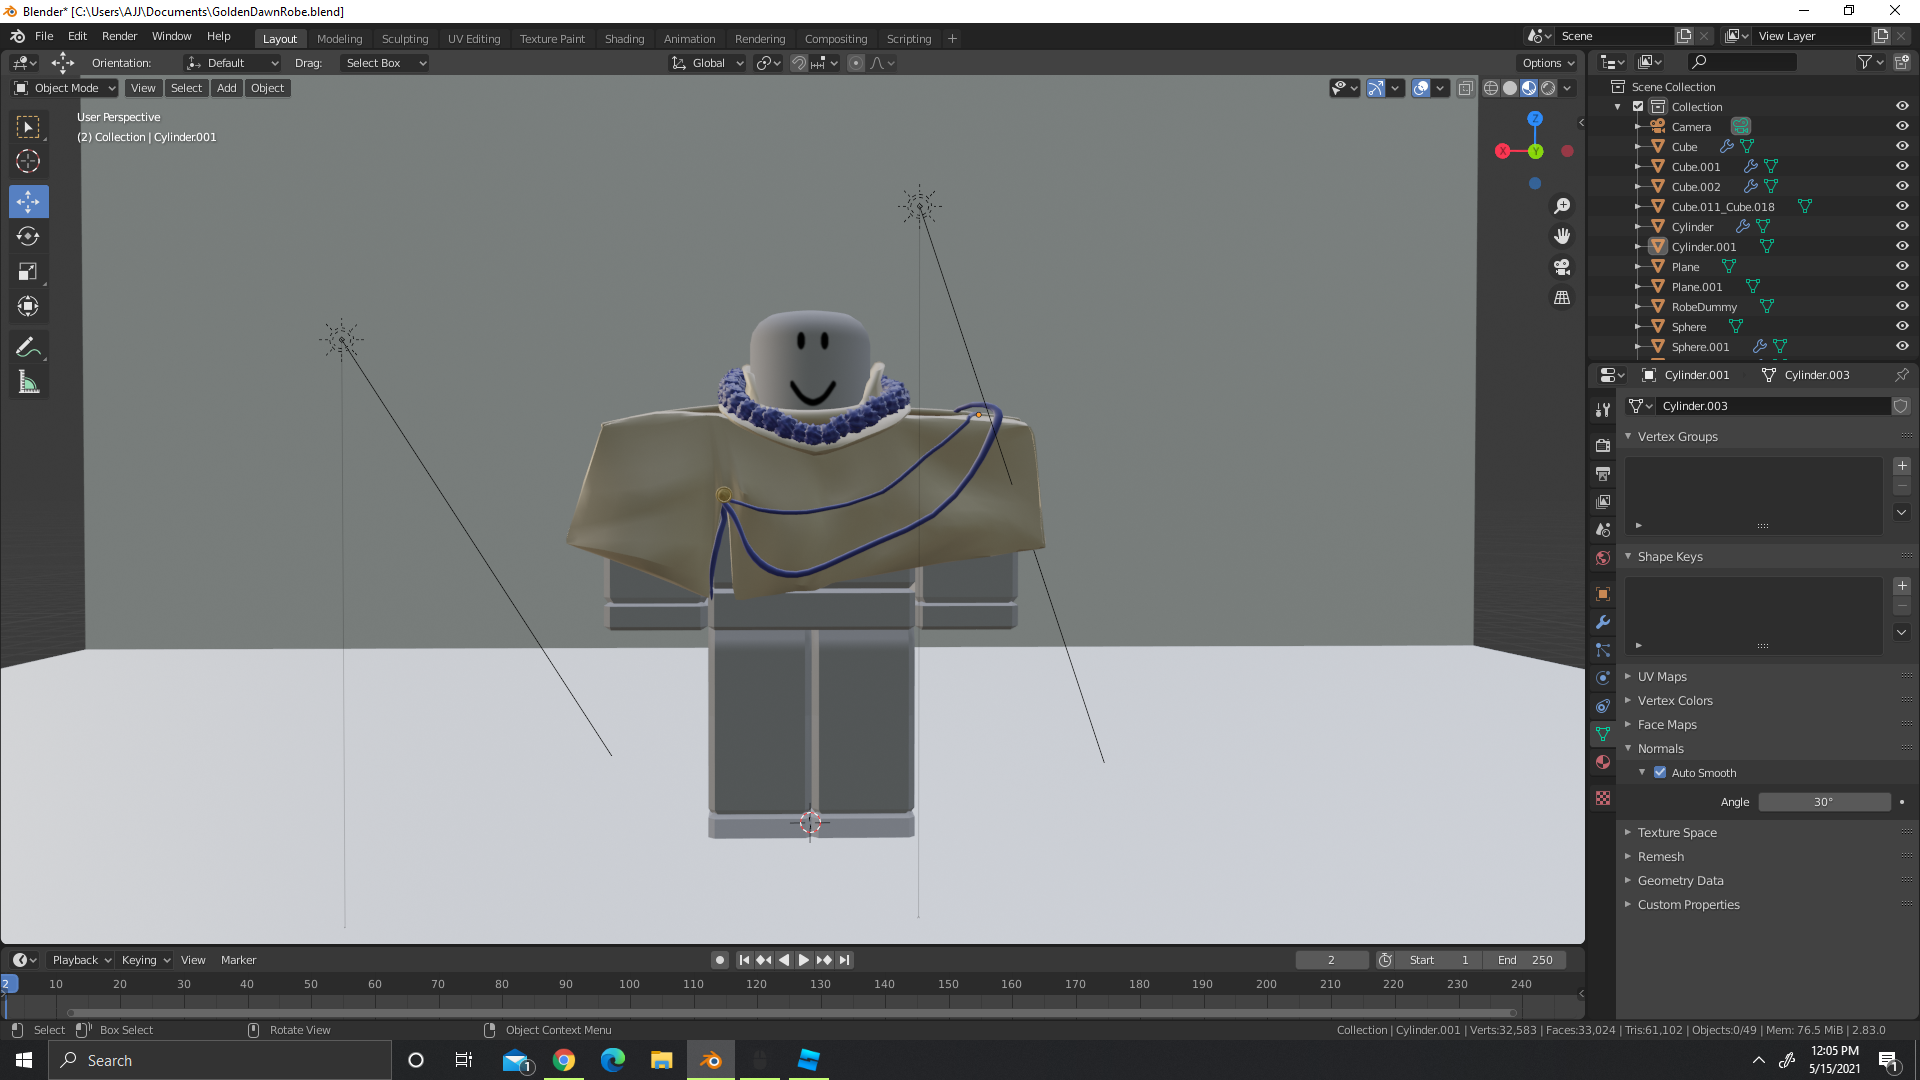 Blender* [C:\Users\AJJ\Documents\GoldenDawnRobe.blend]
File Edit Render Window Help Layout Modeling Sculpting UV Editing Texture Paint Shading Animation Rendering Compositing Scripting + Scene View Layer
Orientation: Default Drag: Select Box Global Options
Object Mode View Select Add Object
User Perspective
(2) Collection | Cylinder.001
Z
X
Y
Scene Collection
Collection
Camera
Cube
Cube.001
Cube.002
Cube.011_Cube.018
Cylinder
Cylinder.001
Plane
Plane.001
RobeDummy
Sphere
Sphere.001
Cylinder.001 Cylinder.003
Cylinder.003
Vertex Groups
Shape Keys
UV Maps
Vertex Colors
Face Maps
Normals
Auto Smooth
Angle 30°
Texture Space
Remesh
Geometry Data
Custom Properties
Playback Keying View Marker 2 Start 1 End 250
2 10 20 30 40 50 60 70 80 90 100 110 120 130 140 150 160 170 180 190 200 210 220 230 240
Select Box Select Rotate View Object Context Menu Collection | Cylinder.001 | Verts:32,583 | Faces:33,024 | Tris:61,102 | Objects:0/49 | Mem: 76.5 MiB | 2.83.0
Search 1 12:05 PM
5/15/2021 1